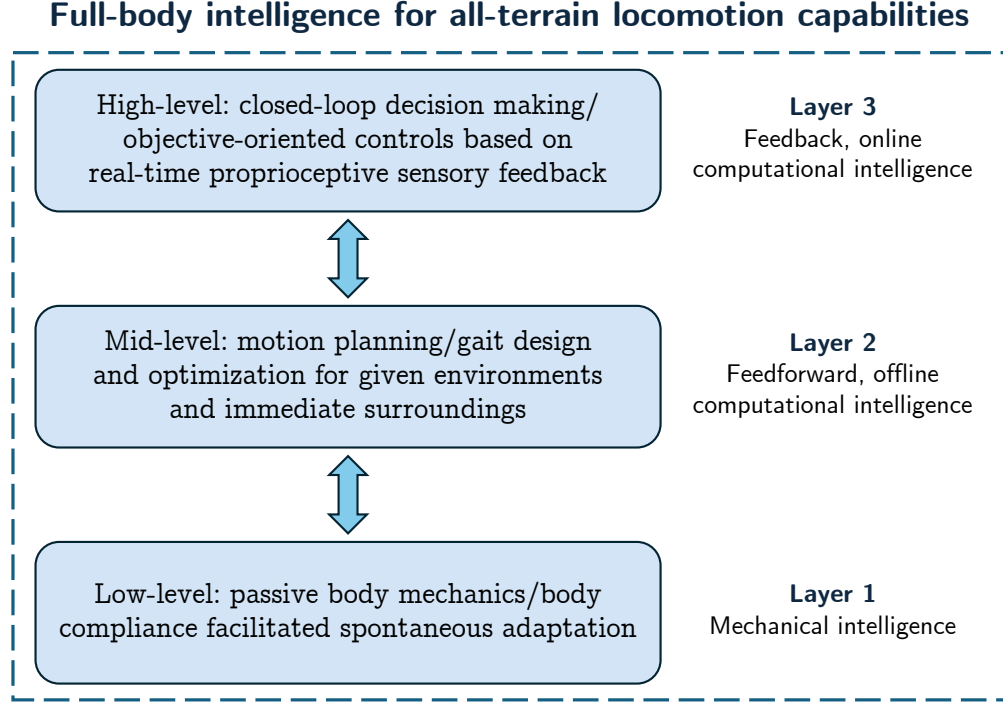 Full-body intelligence for all-terrain locomotion capabilities
High-level: closed-loop decision making/
objective-oriented controls based on
real-time proprioceptive sensory feedback
Layer 3
Feedback, online
computational intelligence
Mid-level: motion planning/gait design
and optimization for given environments
and immediate surroundings
Layer 2
Feedforward, offline
computational intelligence
Low-level: passive body mechanics/body
compliance facilitated spontaneous adaptation
Layer 1
Mechanical intelligence